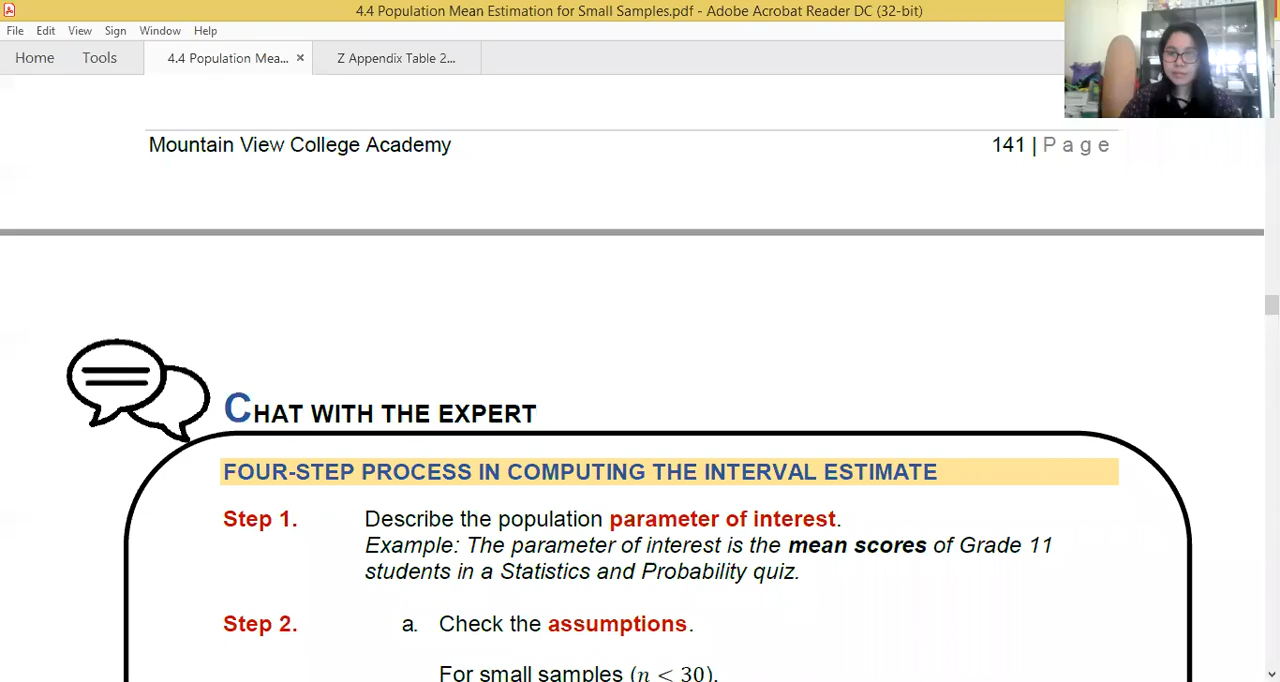 4.4 Population Mean Estimation for Small Samples.pdf - Adobe Acrobat Reader DC (32-bit)
File Edit View Sign Window Help
Home Tools 4.4 Population Mea... × Z Appendix Table 2...
Mountain View College Academy 141 | Page
CHAT WITH THE EXPERT
FOUR-STEP PROCESS IN COMPUTING THE INTERVAL ESTIMATE
Step 1. Describe the population parameter of interest.
Example: The parameter of interest is the mean scores of Grade 11
students in a Statistics and Probability quiz.
Step 2. a. Check the assumptions.
For small samples (n < 30),